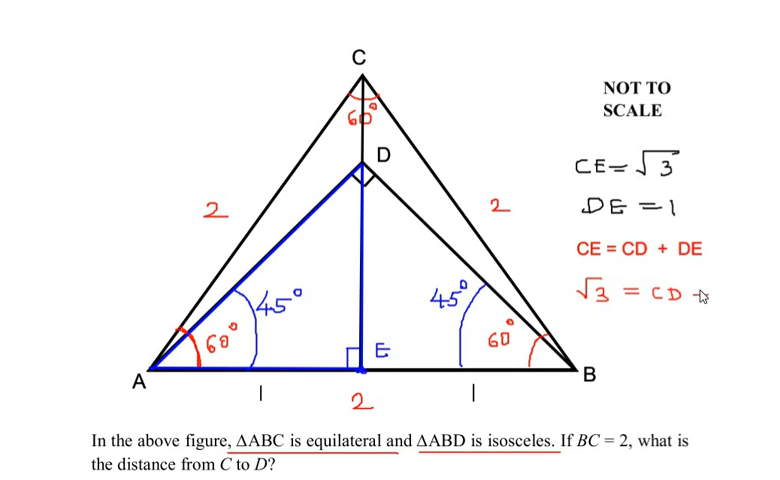 C
60°
D
NOT TO
SCALE
CE=√3
DE =1
CE = CD + DE
√3 = CD
2
2
45°
45°
60°
60°
E
A
B
1
1
2
In the above figure, ΔABC is equilateral and ΔABD is isosceles. If BC = 2, what is
the distance from C to D?